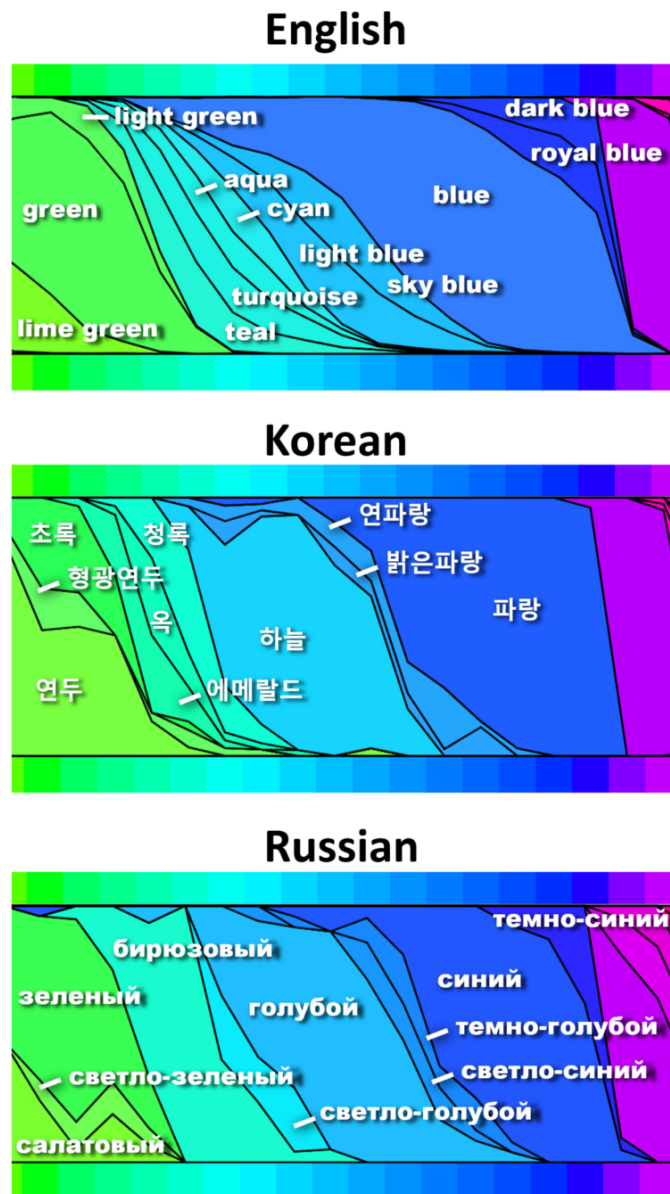 English
dark blue
light green
royal blue
aqua
blue
cyan
green
light blue
sky blue
turquoise
lime green
teal
Korean
연파랑
초록
청록
밝은파랑
형광연두
파랑
옥
하늘
연두
에메랄드
Russian
темно-синий
бирюзовый
синий
зеленый
голубой
темно-голубой
светло-зеленый
светло-синий
светло-голубой
салатовый